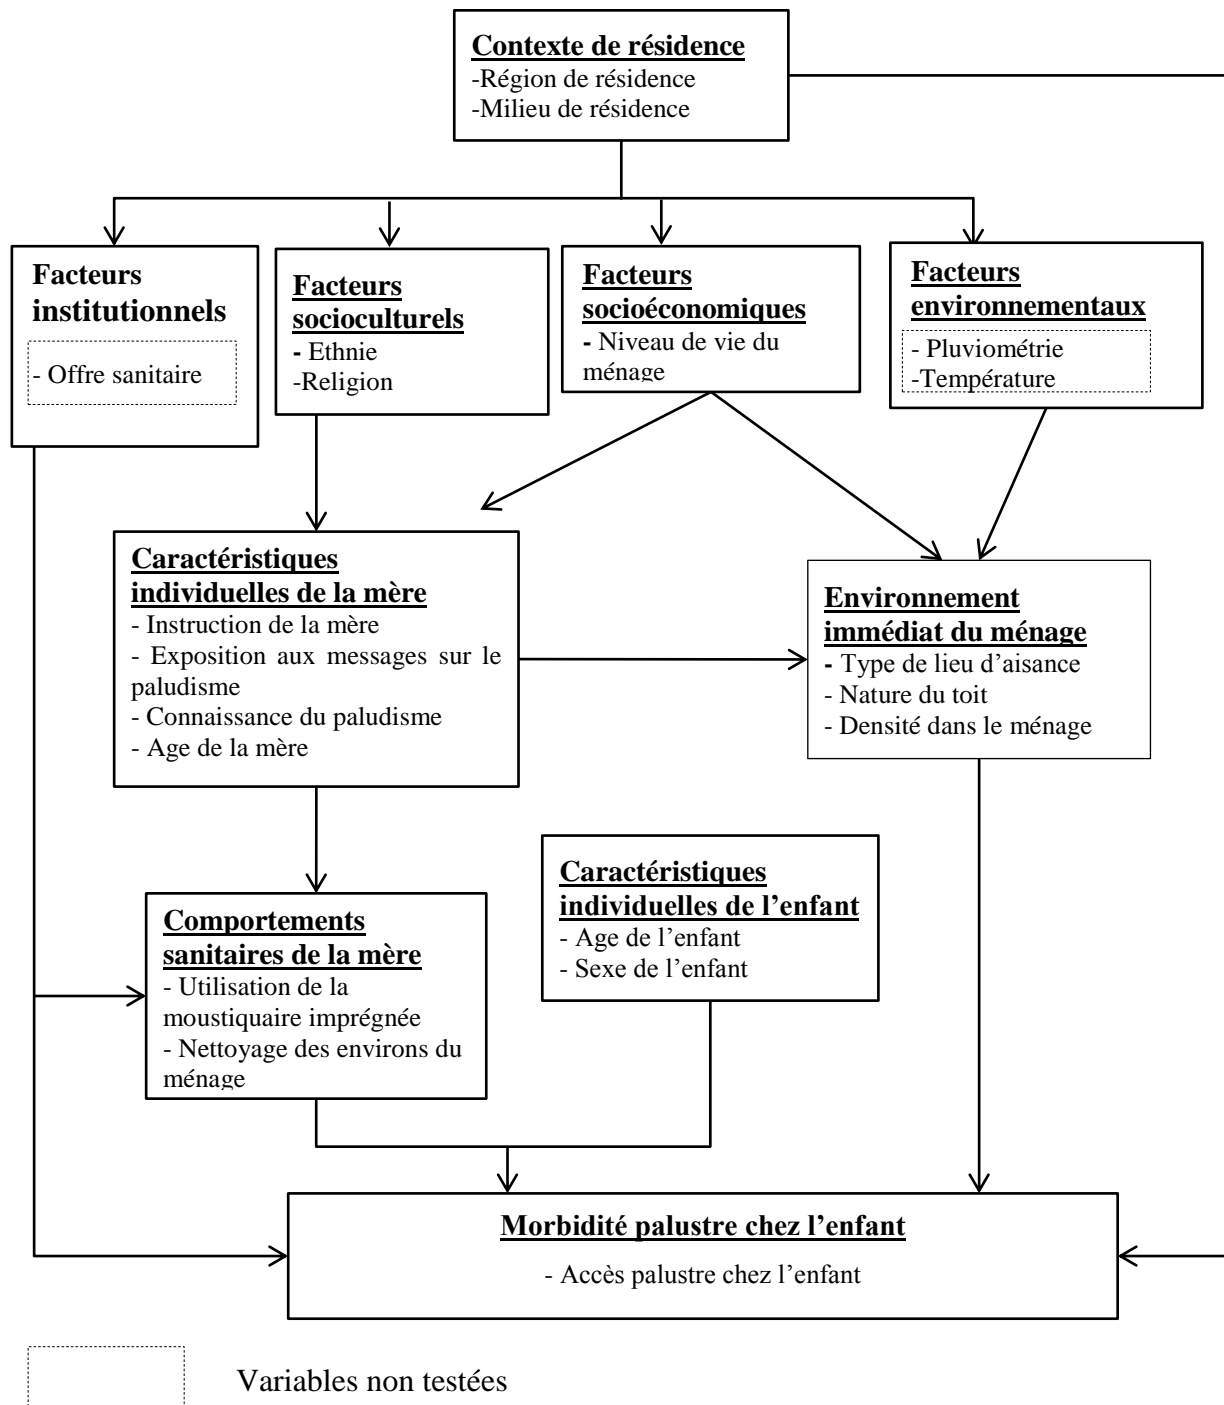 Contexte de résidence
-Région de résidence
-Milieu de résidence
Facteurs
institutionnels
- Offre sanitaire
Facteurs
socioculturels
- Ethnie
-Religion
Facteurs
socioéconomiques
- Niveau de vie du
ménage
Facteurs
environnementaux
- Pluviométrie
-Température
Caractéristiques
individuelles de la mère
- Instruction de la mère
- Exposition aux messages sur le
paludisme
- Connaissance du paludisme
- Age de la mère
Environnement
immédiat du ménage
- Type de lieu d’aisance
- Nature du toit
- Densité dans le ménage
Caractéristiques
individuelles de l’enfant
- Age de l’enfant
- Sexe de l’enfant
Comportements
sanitaires de la mère
- Utilisation de la
moustiquaire imprégnée
- Nettoyage des environs du
ménage
Morbidité palustre chez l’enfant
- Accès palustre chez l’enfant
Variables non testées